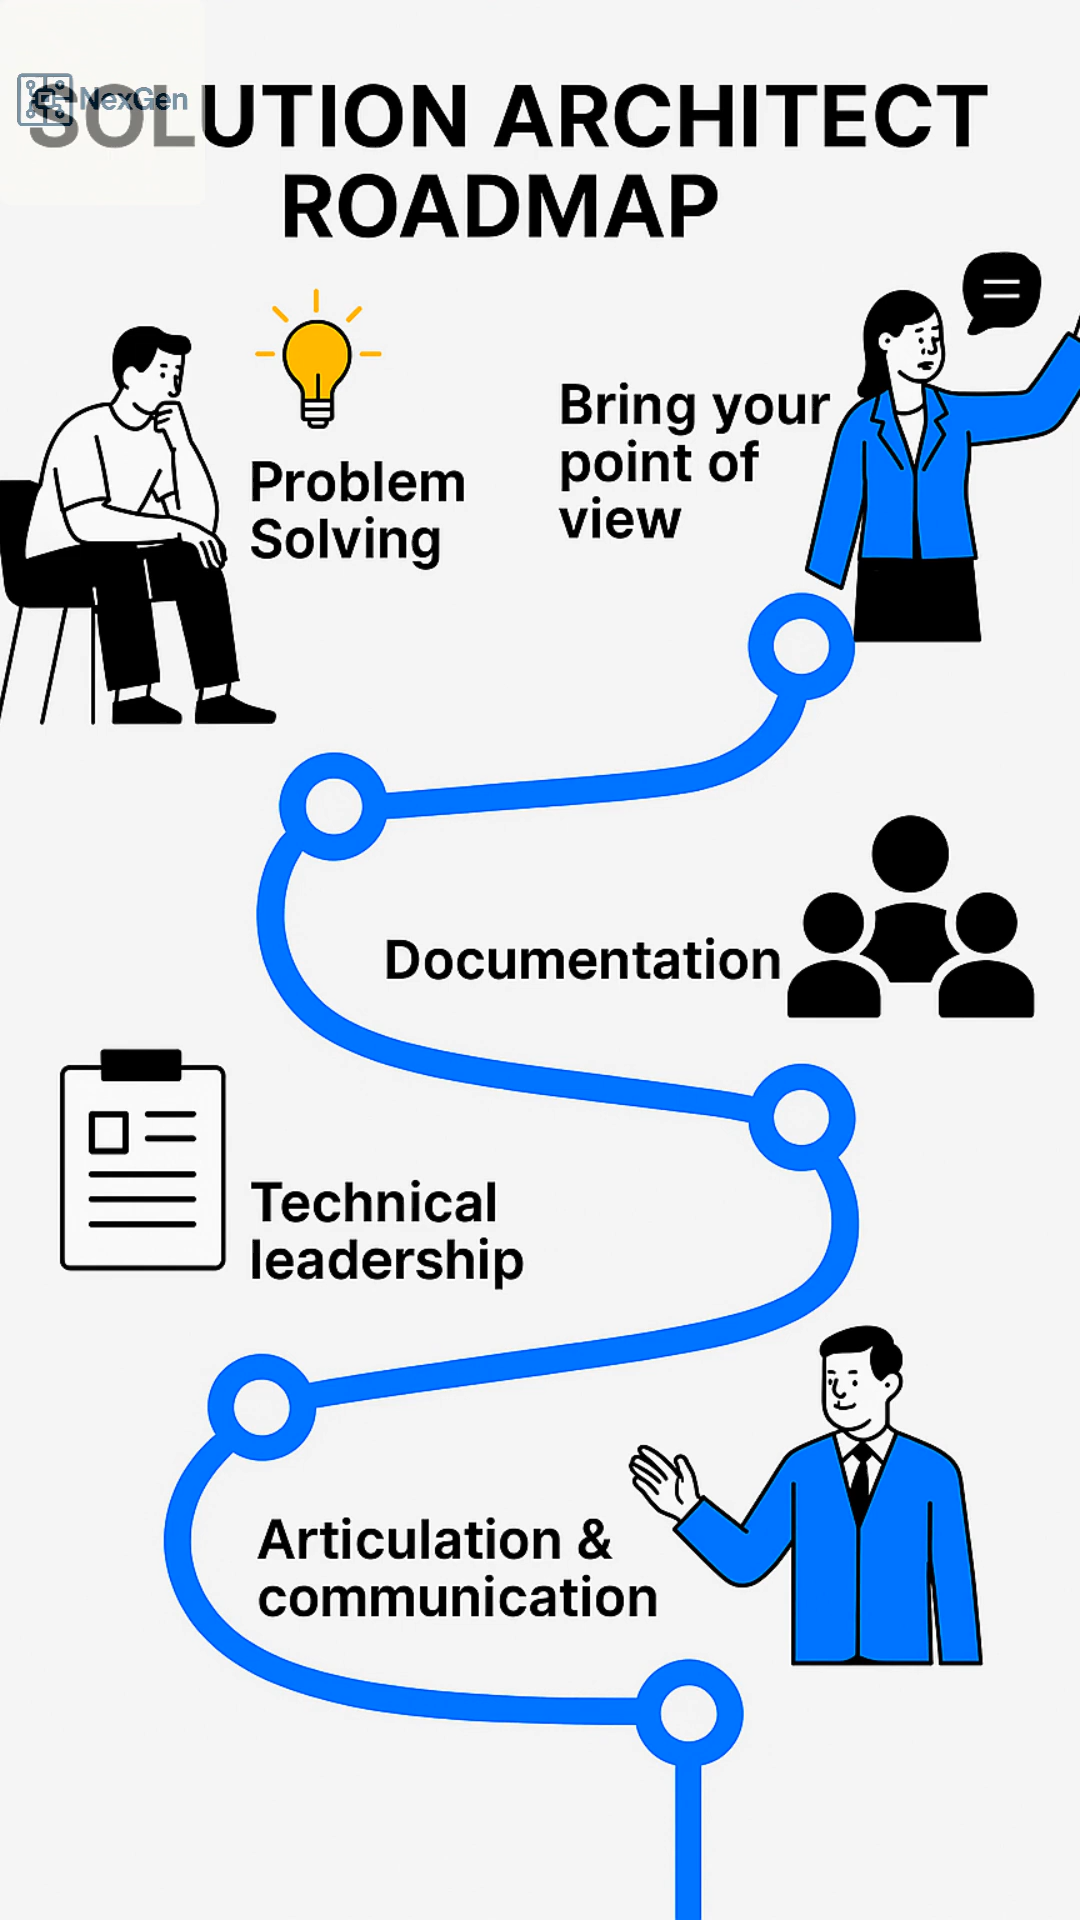 NexGen
SOLUTION ARCHITECT
ROADMAP
Problem
Solving
Bring your
point of
view
Documentation
Technical
leadership
Articulation &
communication